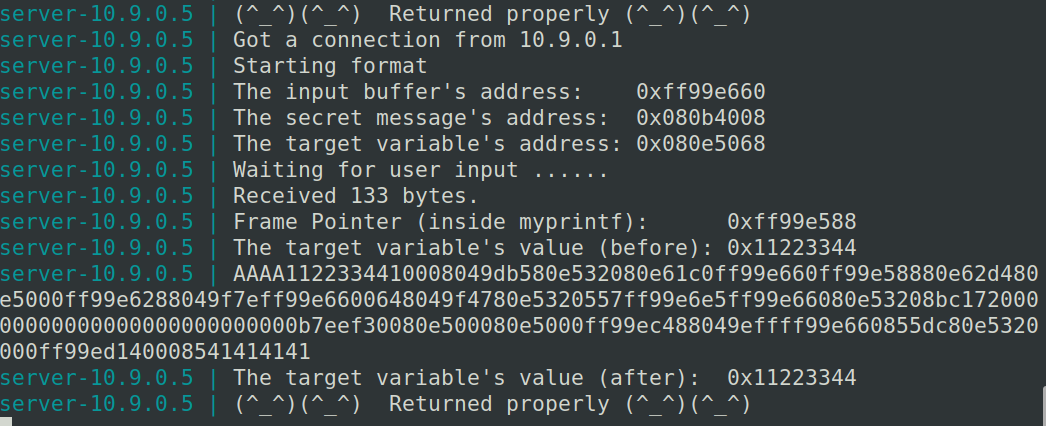 server-10.9.0.5 | (^_^)(^_^)  Returned properly (^_^)(^_^)
server-10.9.0.5 | Got a connection from 10.9.0.1
server-10.9.0.5 | Starting format
server-10.9.0.5 | The input buffer's address:    0xff99e660
server-10.9.0.5 | The secret message's address:  0x080b4008
server-10.9.0.5 | The target variable's address: 0x080e5068
server-10.9.0.5 | Waiting for user input ......
server-10.9.0.5 | Received 133 bytes.
server-10.9.0.5 | Frame Pointer (inside myprintf):      0xff99e588
server-10.9.0.5 | The target variable's value (before): 0x11223344
server-10.9.0.5 | AAAA1122334410008049db580e532080e61c0ff99e660ff99e58880e62d480
e5000ff99e6288049f7eff99e6600648049f4780e5320557ff99e6e5ff99e66080e53208bc172000
00000000000000000000000b7eef30080e500080e5000ff99ec488049effff99e660855dc80e5320
000ff99ed140008541414141
server-10.9.0.5 | The target variable's value (after):  0x11223344
server-10.9.0.5 | (^_^)(^_^)  Returned properly (^_^)(^_^)